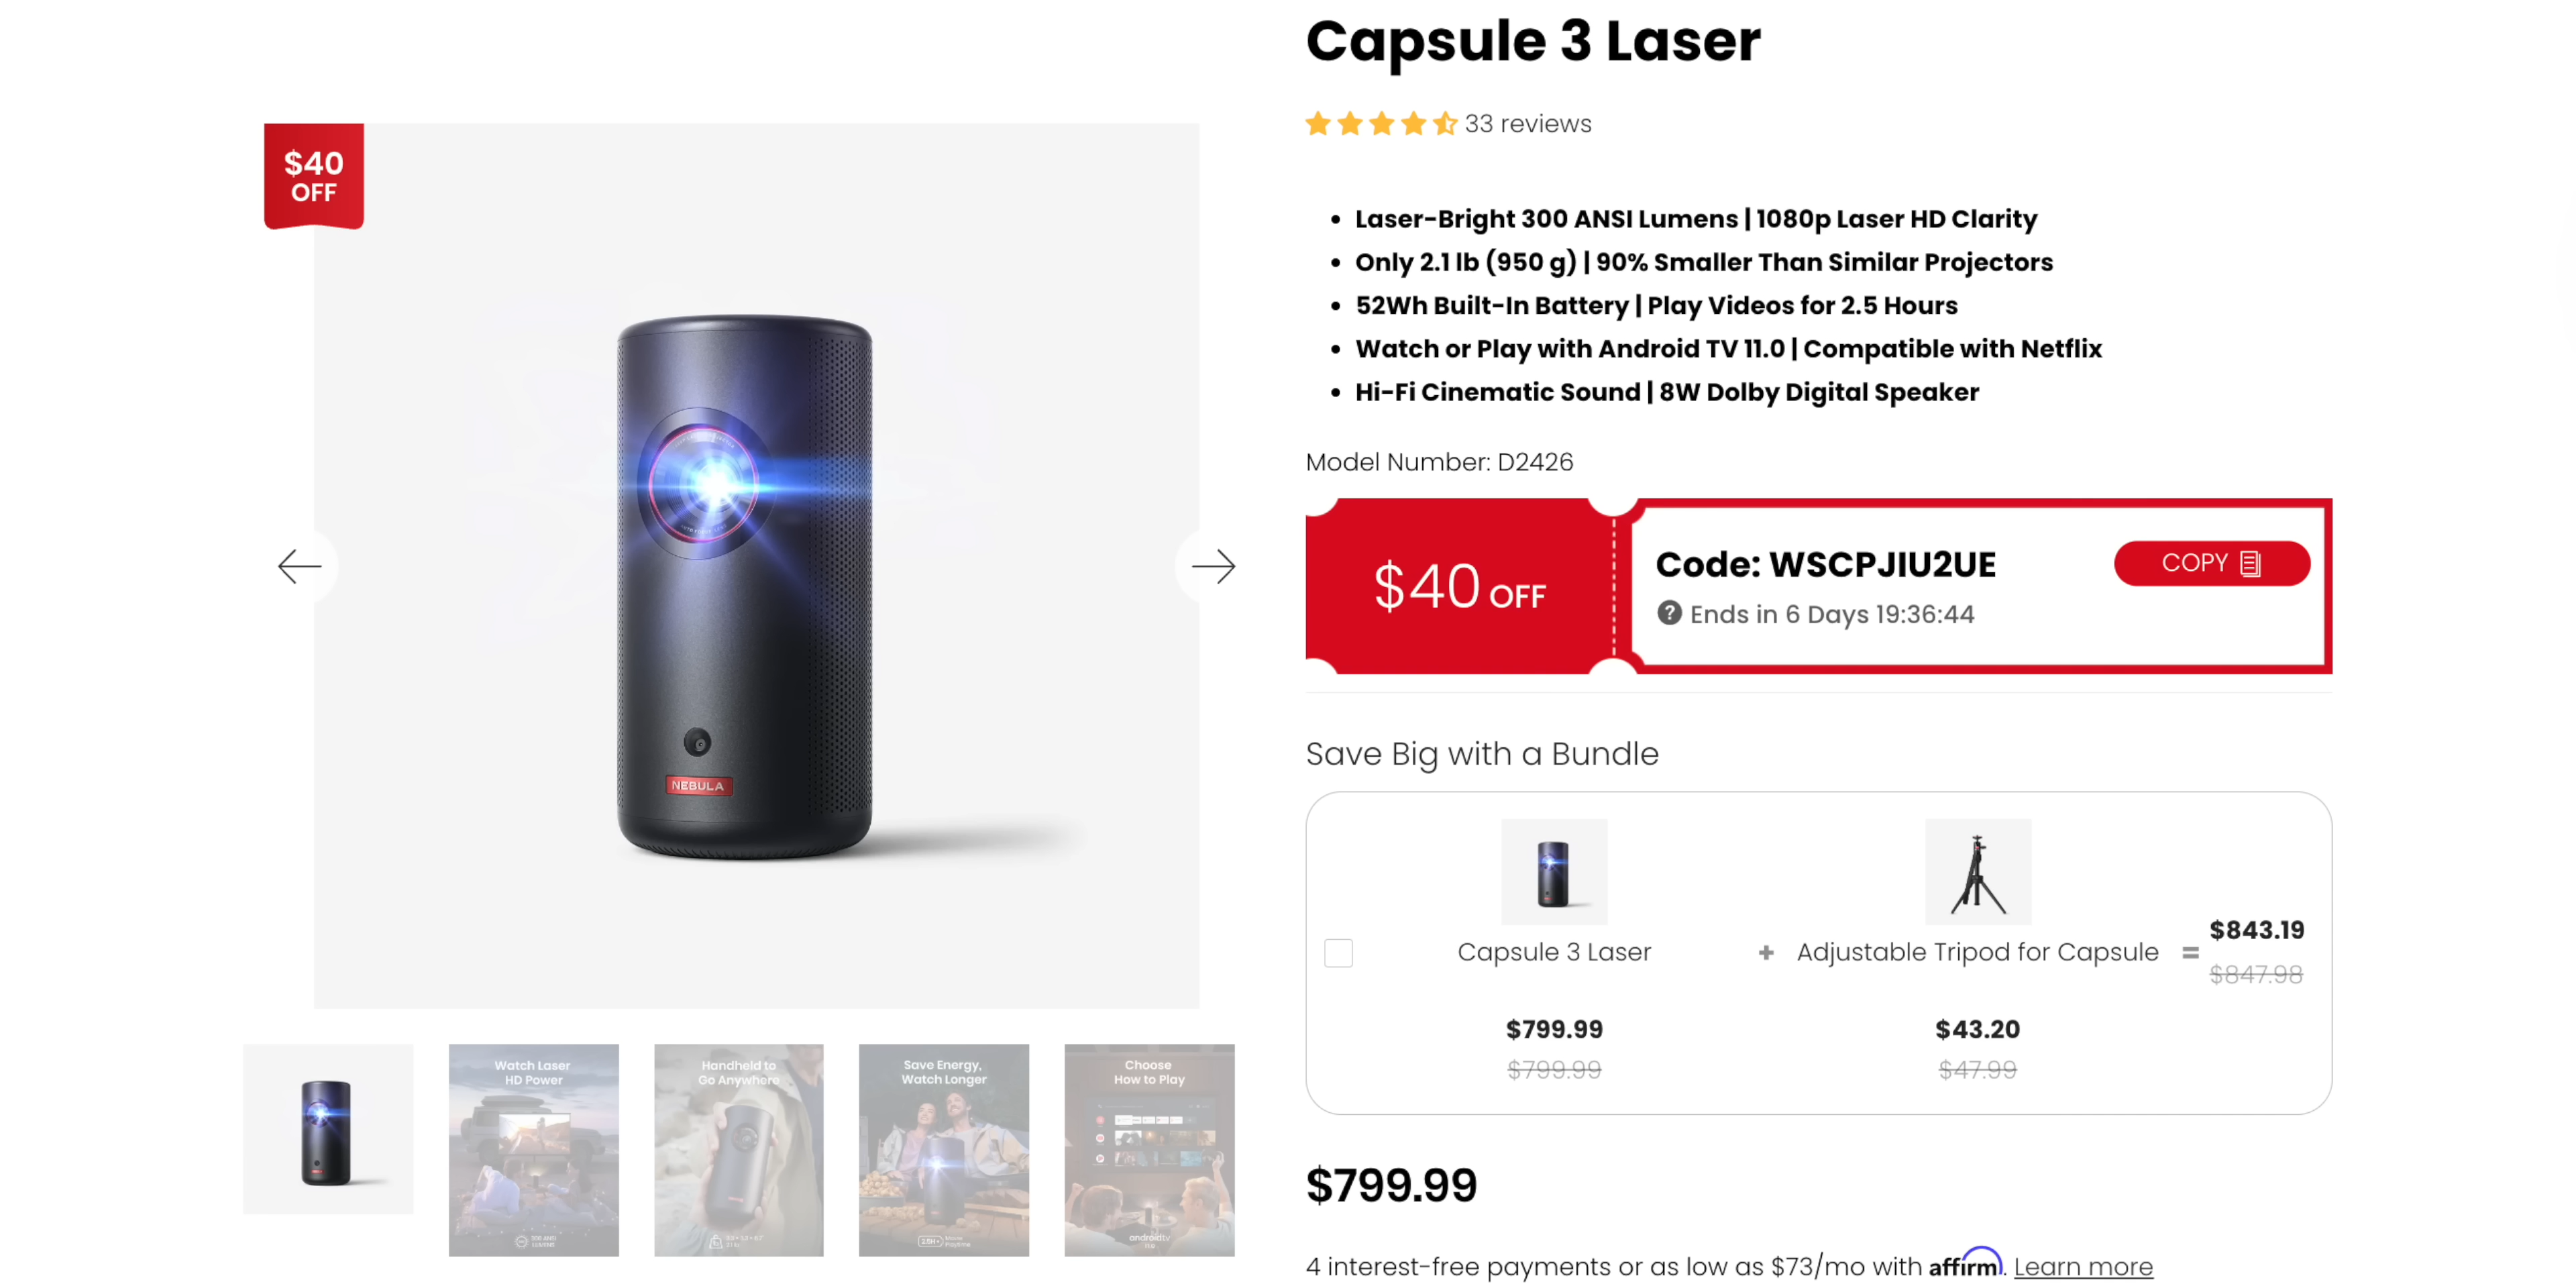 Capsule 3 Laser
33 reviews
$40
OFF
Laser-Bright 300 ANSI Lumens | 1080p Laser HD Clarity
Only 2.1 lb (950 g) | 90% Smaller Than Similar Projectors
52Wh Built-In Battery | Play Videos for 2.5 Hours
Watch or Play with Android TV 11.0 | Compatible with Netflix
Hi-Fi Cinematic Sound | 8W Dolby Digital Speaker
Model Number: D2426
$40 OFF
Code: WSCPJIU2UE
COPY
Ends in 6 Days 19:36:44
NEBULA
Save Big with a Bundle
Capsule 3 Laser + Adjustable Tripod for Capsule =
$843.19
$847.98
$799.99
$799.99
$43.20
$47.99
Watch Laser
HD Power
Handheld to
Go Anywhere
Save Energy,
Watch Longer
Choose
How to Play
androidtv
$799.99
4 interest-free payments or as low as $73/mo with affirm. Learn more